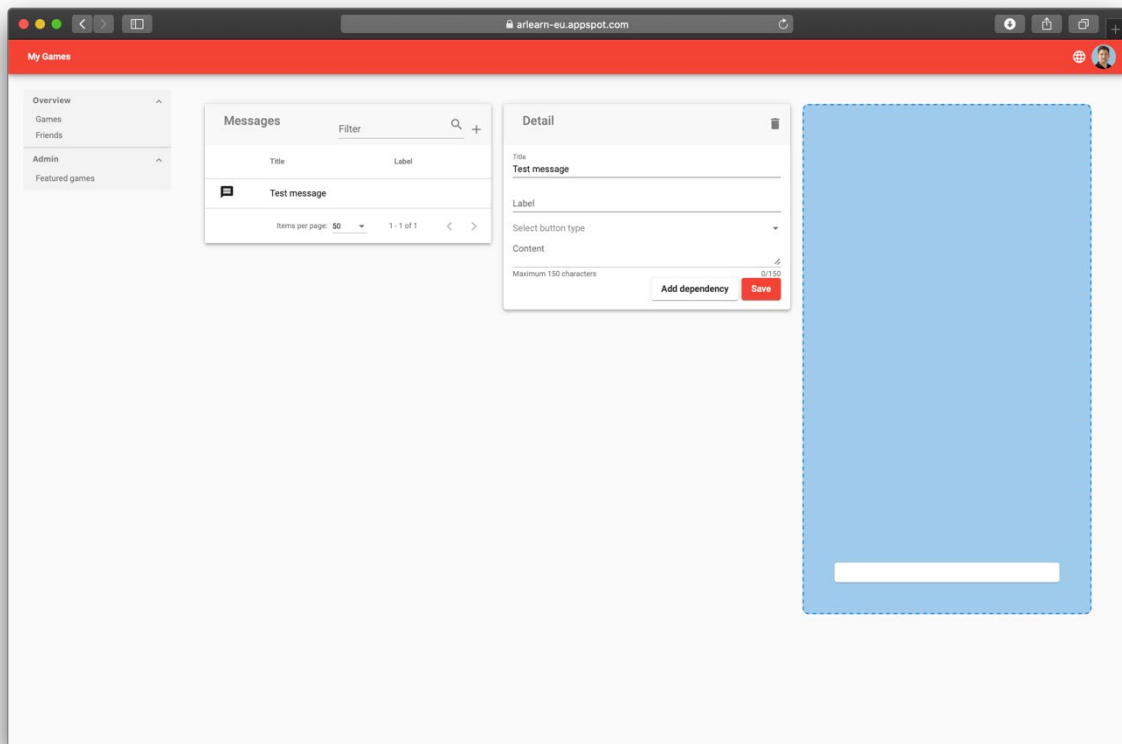 arlearn-eu.appspot.com
My Games
Overview
Games
Friends
Admin
Featured games
Messages
Filter
Title Label
Test message
Items per page: 50 1 - 1 of 1
Detail
Title
Test message
Label
Select button type
Content
Maximum 150 characters 0/150
Add dependency Save